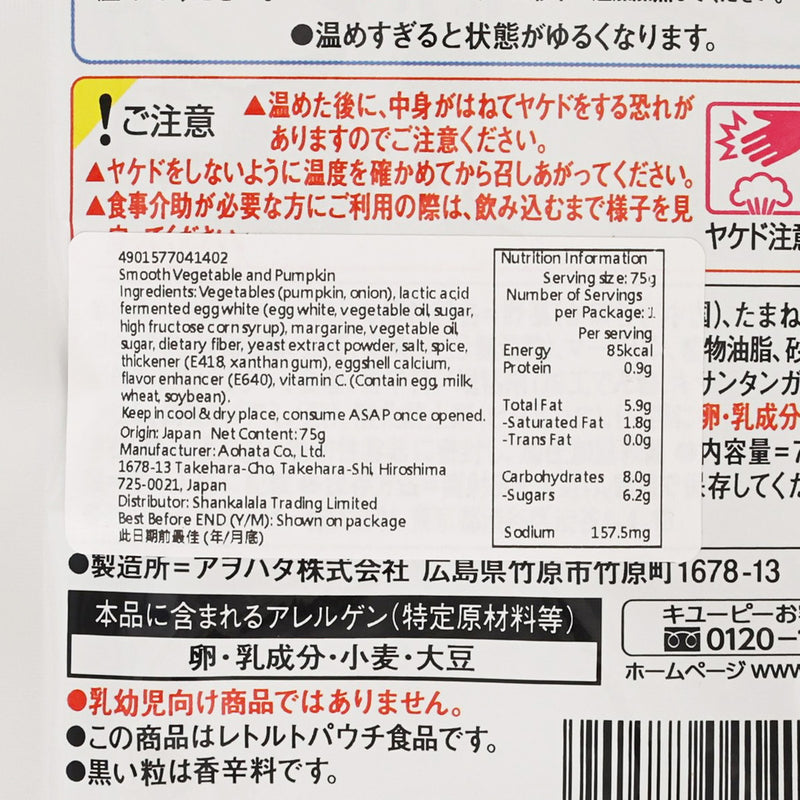 ●温めすぎると状態がゆるくなります。
! ご注意
▲温めた後に、中身がはねてヤケドをする恐れが
ありますのでご注意ください。
▲ヤケドをしないように温度を確かめてから召しあがってください。
▲食事介助が必要な方にご利用の際は、飲み込むまで様子を見
ヤケド注意
4901577041402
Smooth Vegetable and Pumpkin
Ingredients: Vegetables (pumpkin, onion), lactic acid
fermented egg white (egg white, vegetable oil, sugar,
high fructose corn syrup), margarine, vegetable oil,
sugar, dietary fiber, yeast extract powder, salt, spice,
thickener (E418, xanthan gum), eggshell calcium,
flavor enhancer (E640), vitamin C. (Contain egg, milk,
wheat, soybean).
Keep in cool & dry place, consume ASAP once opened.
Origin: Japan Net Content: 75g
Manufacturer: Aohata Co., Ltd.
1678-13 Takehara-Cho, Takehara-Shi, Hiroshima
725-0021, Japan
Distributor: Shankalala Trading Limited
Best Before END (Y/M): Shown on package
此日期前最佳 (年/月底)
Nutrition Information
Serving size: 75g
Number of Servings
per Package: 1
Per serving
Energy 85kcal
Protein 0.9g
Total Fat 5.9g
-Saturated Fat 1.8g
-Trans Fat 0.0g
Carbohydrates 8.0g
-Sugars 6.2g
Sodium 157.5mg
)、たまね
物油脂、砂
サンタンガ
卵・乳成分
内容量=7
存してくだ
●製造所=アヲハタ株式会社 広島県竹原市竹原町1678-13
本品に含まれるアレルゲン(特定原材料等)
卵・乳成分・小麦・大豆
キユーピーお
0120-
ホームページ www
●乳幼児向け商品ではありません。
●この商品はレトルトパウチ食品です。
●黒い粒は香辛料です。